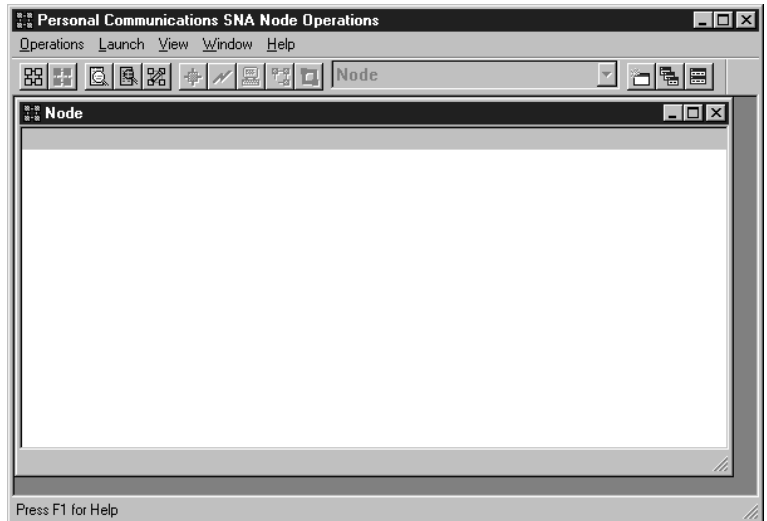 Personal Communications SNA Node Operations
Operations Launch View Window Help
Node
Node
Press F1 for Help